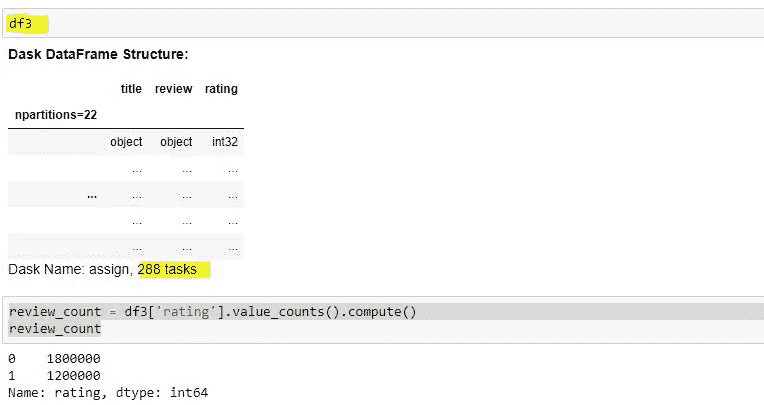 df3
Dask DataFrame Structure:
title review rating
npartitions=22
object object int32
... ... ...
... ... ... ...
... ... ...
... ... ...
Dask Name: assign, 288 tasks
review_count = df3['rating'].value_counts().compute()
review_count
0 1800000
1 1200000
Name: rating, dtype: int64